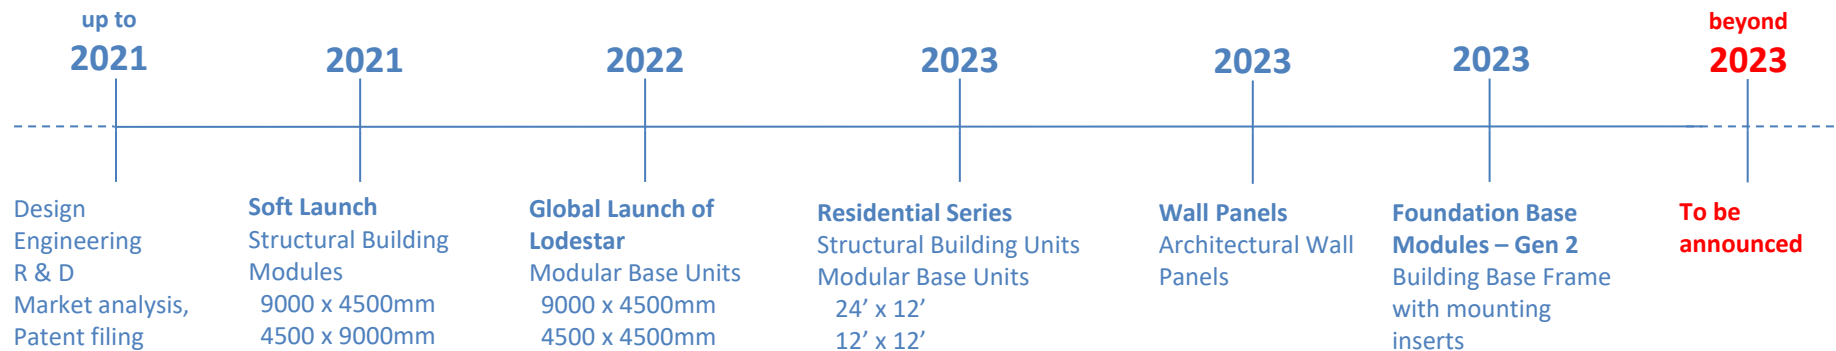 up to
2021
Design
Engineering
R & D
Market analysis,
Patent filing
2021
Soft Launch
Structural Building
Modules
9000 x 4500mm
4500 x 9000mm
2022
Global Launch of
Lodestar
Modular Base Units
9000 x 4500mm
4500 x 4500mm
2023
Residential Series
Structural Building Units
Modular Base Units
24’ x 12’
12’ x 12’
2023
Wall Panels
Architectural Wall
Panels
2023
Foundation Base
Modules – Gen 2
Building Base Frame
with mounting
inserts
beyond
2023
To be
announced